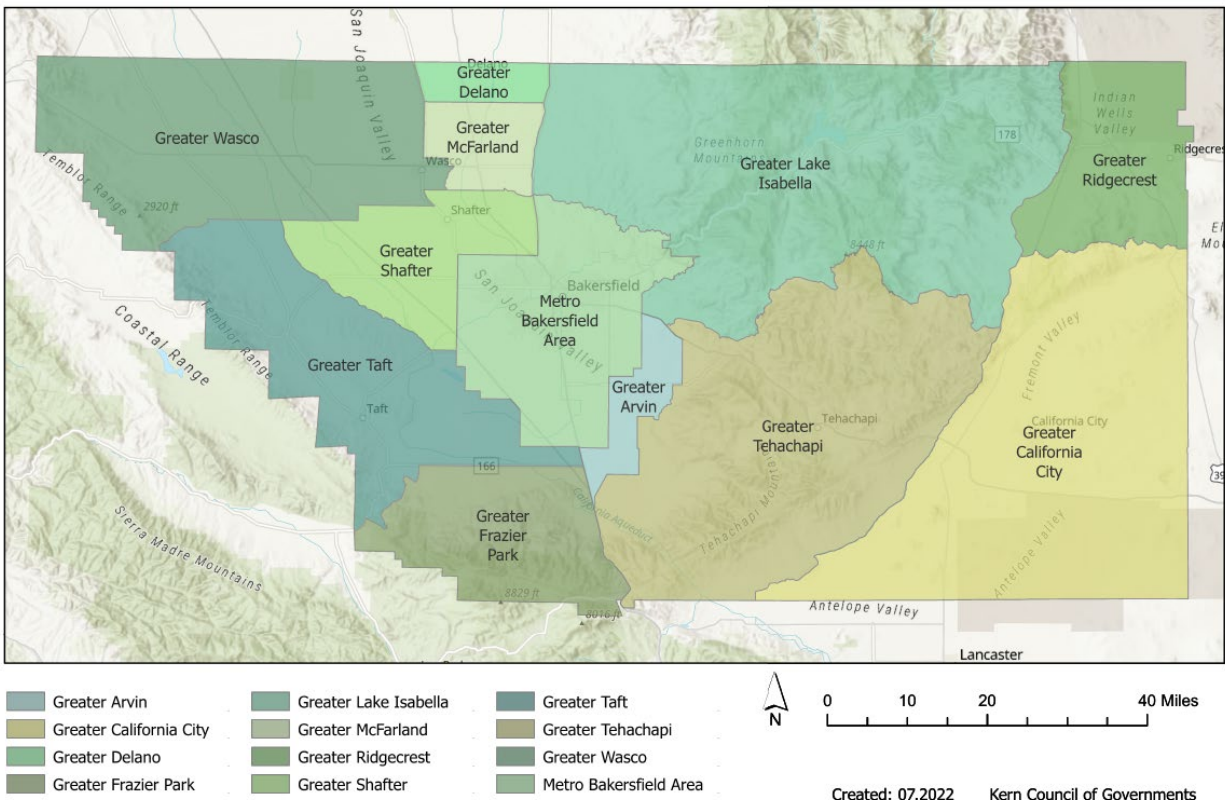 San Joaquin Valley
Delano
Greater
Delano
Greater Wasco
Greater
McFarland
Wasco
Greenhorn
Greater Lake
Isabella
178
Indian
Wells
Valley
Ridgecres
Greater
Ridgecrest
Temblor Range
2920 ft
Shafter
Greater
Shafter
El
Mou
8448 ft
San Joaquin Valley
Bakersfield
Metro
Bakersfield
Area
Coastal Range
Temblor Range
Greater Taft
Taft
Greater
Arvin
Fremont Valley
Tehachapi
Greater
Tehachapi
California City
Greater
California
City
166
39
California Aqueduct
Tehachapi Mount
Greater
Frazier
Park
Sierra Madre Mountains
8829 ft
8016 ft
Antelope Valley
Antelope Valley
Lancaster
Greater Arvin
Greater California City
Greater Delano
Greater Frazier Park
Greater Lake Isabella
Greater McFarland
Greater Ridgecrest
Greater Shafter
Greater Taft
Greater Tehachapi
Greater Wasco
Metro Bakersfield Area
N
0 10 20 40 Miles
Created: 07.2022 Kern Council of Governments